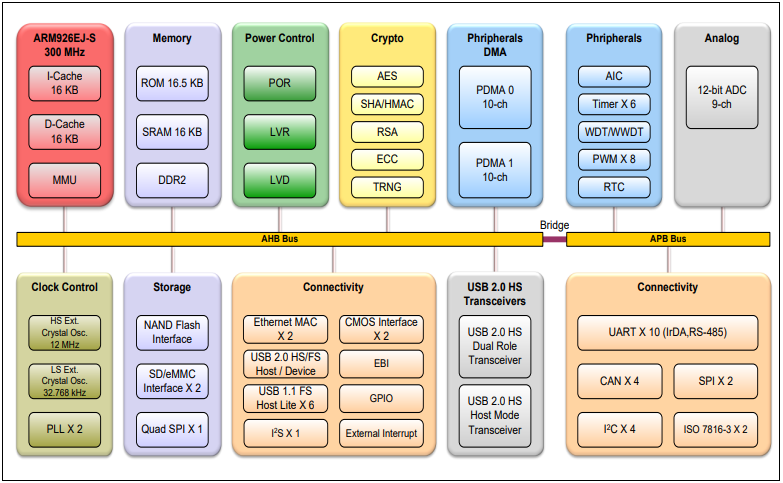 ARM926EJ-S
300 MHz
I-Cache
16 KB
D-Cache
16 KB
MMU
Memory
ROM 16.5 KB
SRAM 16 KB
DDR2
Power Control
POR
LVR
LVD
Crypto
AES
SHA/HMAC
RSA
ECC
TRNG
Phripherals
DMA
PDMA 0
10-ch
PDMA 1
10-ch
Phripherals
AIC
Timer X 6
WDT/WWDT
PWM X 8
RTC
Analog
12-bit ADC
9-ch
AHB Bus
Bridge
APB Bus
Clock Control
HS Ext.
Crystal Osc.
12 MHz
LS Ext.
Crystal Osc.
32.768 kHz
PLL X 2
Storage
NAND Flash
Interface
SD/eMMC
Interface X 2
Quad SPI X 1
Connectivity
Ethernet MAC
X 2
USB 2.0 HS/FS
Host / Device
USB 1.1 FS
Host Lite X 6
I²S X 1
CMOS Interface
X 2
EBI
GPIO
External Interrupt
USB 2.0 HS
Transceivers
USB 2.0 HS
Dual Role
Transceiver
USB 2.0 HS
Host Mode
Transceiver
Connectivity
UART X 10 (IrDA,RS-485)
CAN X 4
SPI X 2
I²C X 4
ISO 7816-3 X 2